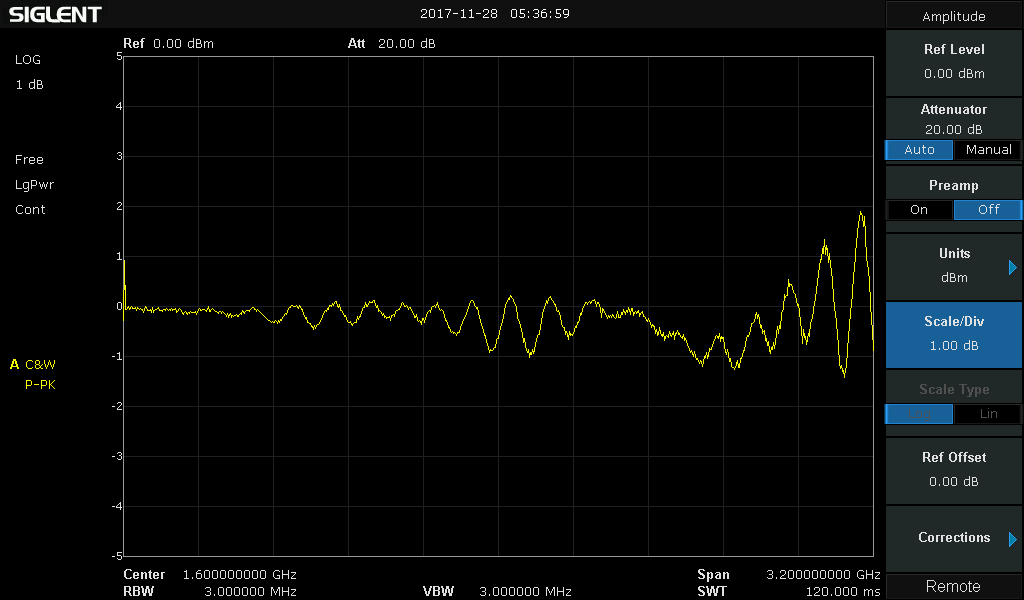 SIGLENT
2017-11-28 05:36:59
Amplitude
Ref 0.00 dBm
Att 20.00 dB
LOG
1 dB
Free
LgPwr
Cont
A C&W
P-PK
5
4
3
2
1
0
-1
-2
-3
-4
-5
Ref Level
0.00 dBm
Attenuator
20.00 dB
Auto Manual
Preamp
On Off
Units
dBm
Scale/Div
1.00 dB
Scale Type
Lin
Ref Offset
0.00 dB
Corrections
Center 1.600000000 GHz
Span 3.200000000 GHz
RBW 3.000000 MHz
VBW 3.000000 MHz
SWT 120.000 ms
Remote